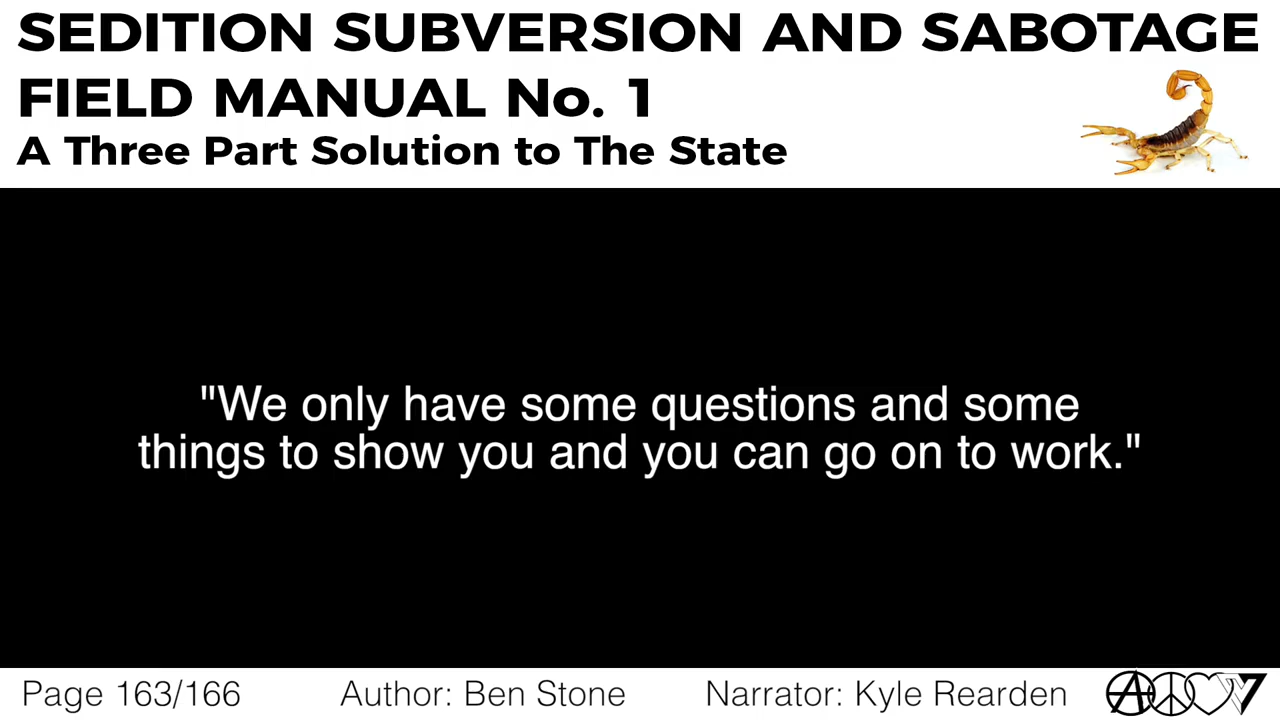 SEDITION SUBVERSION AND SABOTAGE
FIELD MANUAL No. 1
A Three Part Solution to The State
"We only have some questions and some
things to show you and you can go on to work."
Page 163/166 Author: Ben Stone Narrator: Kyle Rearden